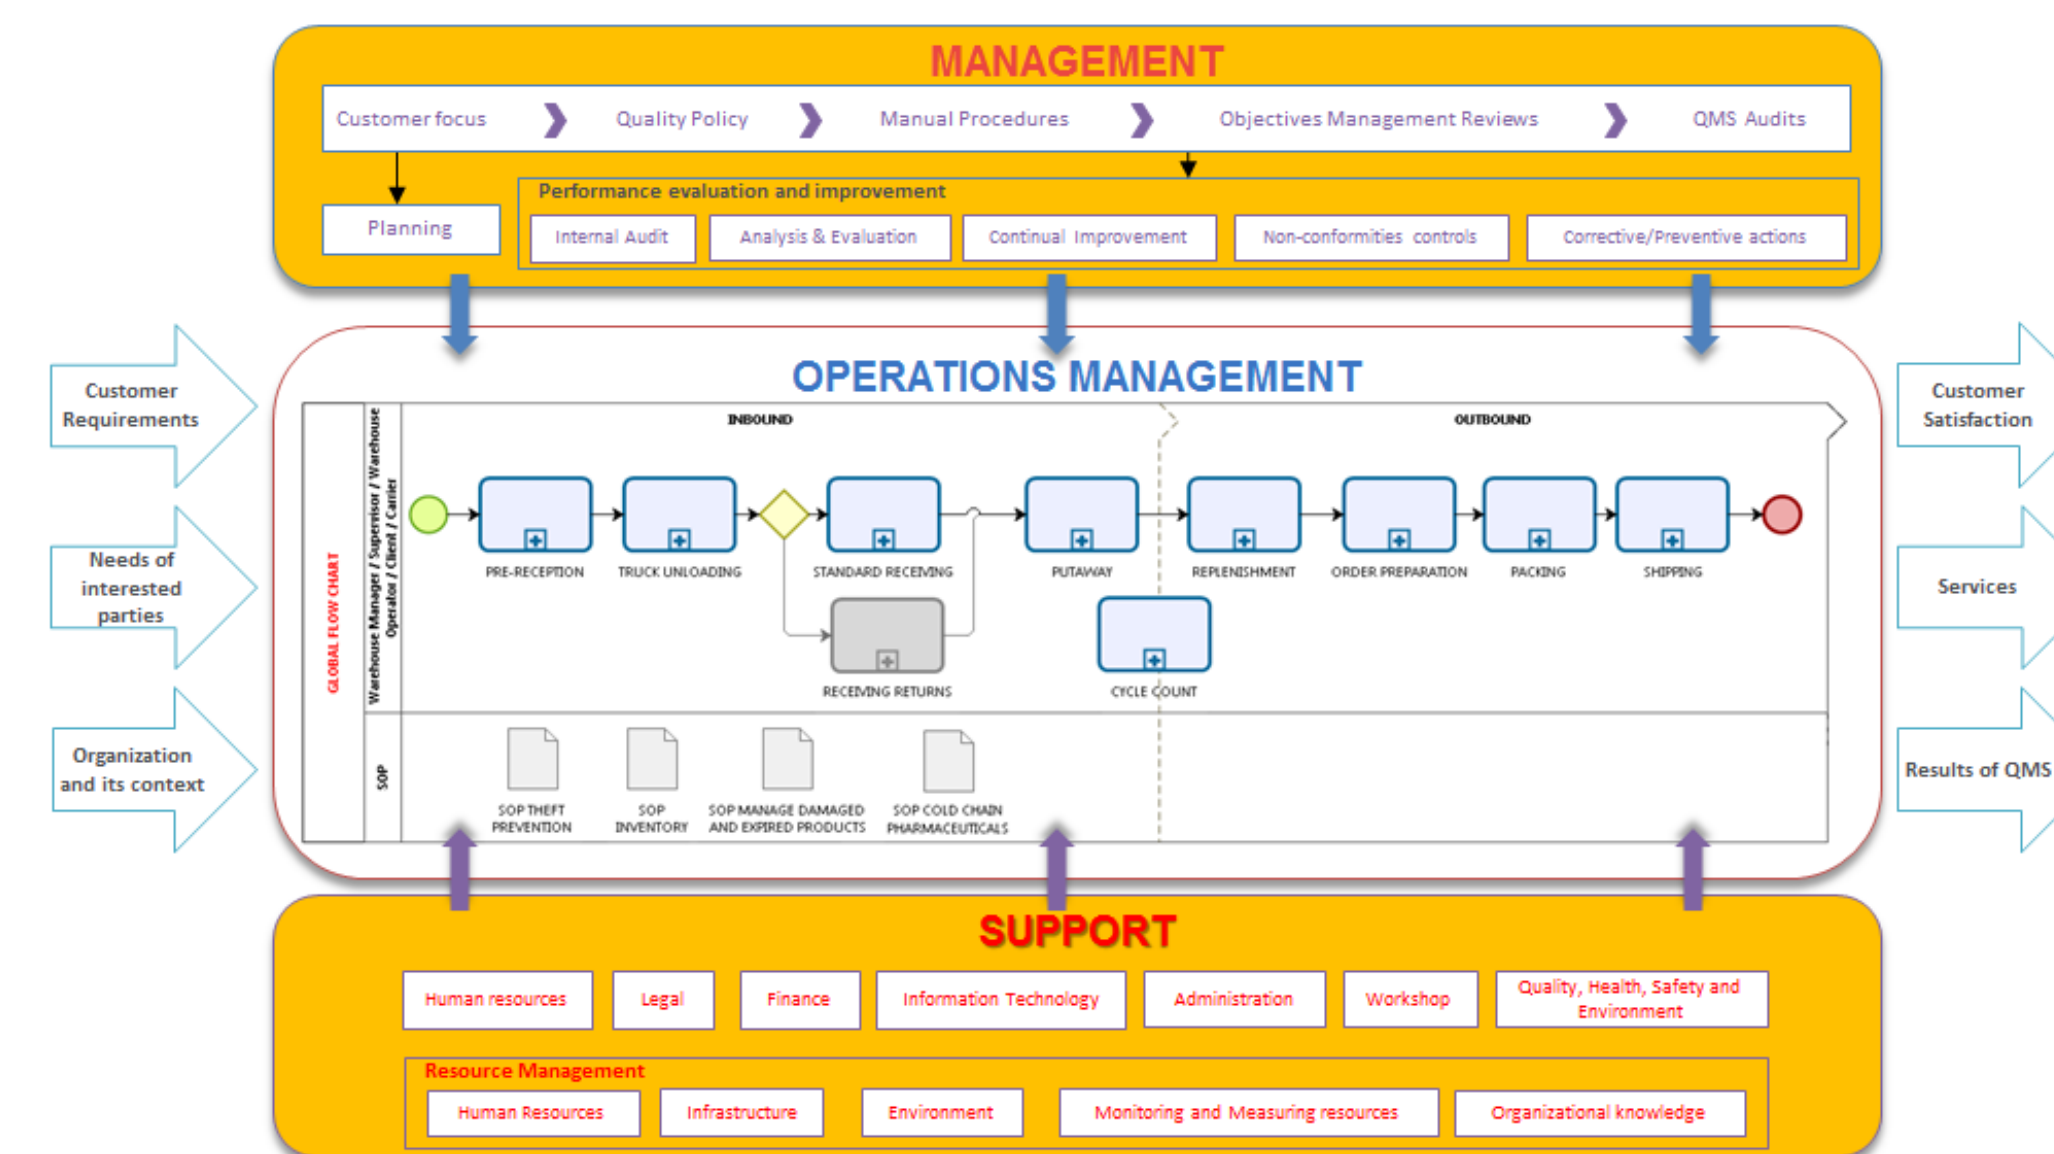 MANAGEMENT
Customer focus
Quality Policy
Manual Procedures
Objectives Management Reviews
QMS Audits
Planning
Performance evaluation and improvement
Internal Audit
Analysis & Evaluation
Continual Improvement
Non-conformities controls
Corrective/Preventive actions
Customer
Requirements
Needs of
interested
parties
Organization
and its context
OPERATIONS MANAGEMENT
GLOBAL FLOW CHART
Warehouse Manager / Supervisor / Warehouse
Operator / Client / Carrier
INBOUND
OUTBOUND
PRE-RECEPTION
TRUCK UNLOADING
STANDARD RECEIVING
PUTAWAY
REPLENISHMENT
ORDER PREPARATION
PACKING
SHIPPING
RECEIVING RETURNS
CYCLE COUNT
SOP
SOP THEFT
PREVENTION
SOP
INVENTORY
SOP MANAGE DAMAGED
AND EXPIRED PRODUCTS
SOP COLD CHAIN
PHARMACEUTICALS
Customer
Satisfaction
Services
Results of QMS
SUPPORT
Human resources
Legal
Finance
Information Technology
Administration
Workshop
Quality, Health, Safety and
Environment
Resource Management
Human Resources
Infrastructure
Environment
Monitoring and Measuring resources
Organizational knowledge